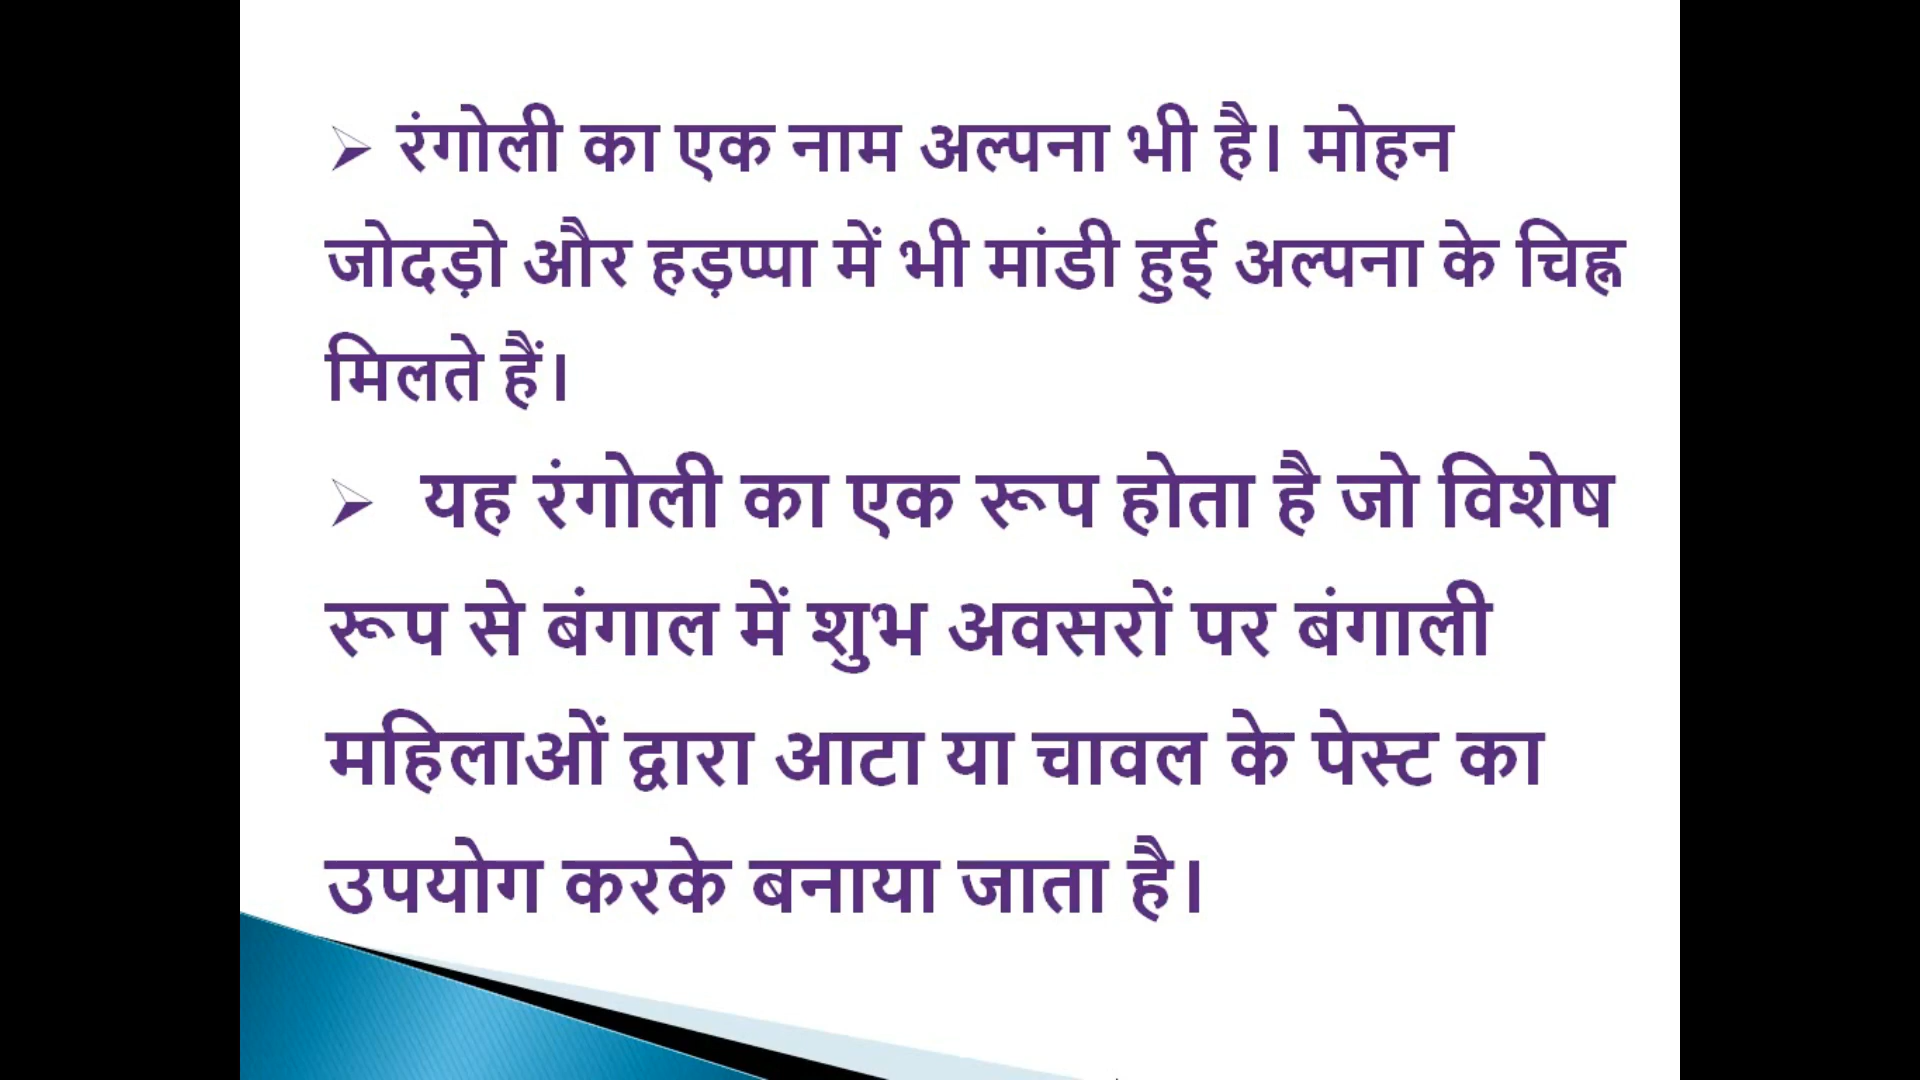 ➢ रंगोली का एक नाम अल्पना भी है। मोहन
जोदड़ो और हड़प्पा में भी मांडी हुई अल्पना के चिह्न
मिलते हैं।
➢ यह रंगोली का एक रूप होता है जो विशेष
रूप से बंगाल में शुभ अवसरों पर बंगाली
महिलाओं द्वारा आटा या चावल के पेस्ट का
उपयोग करके बनाया जाता है।